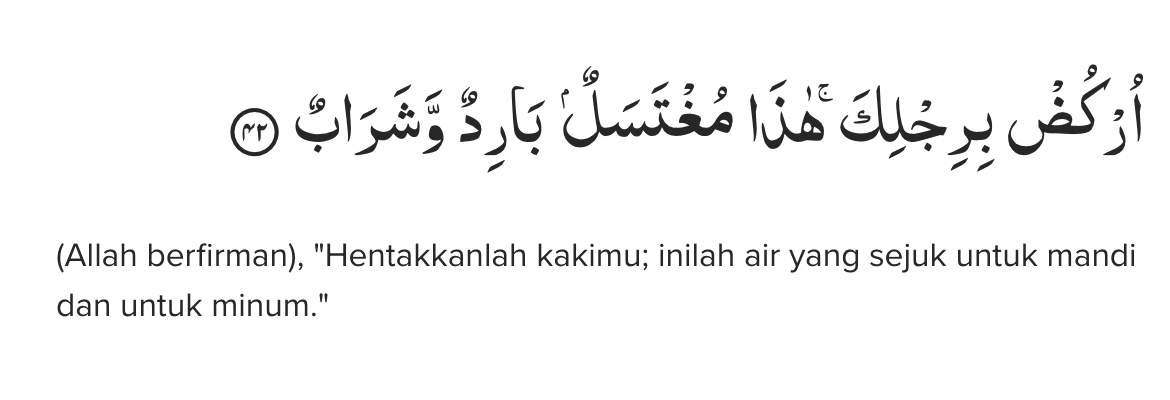 اُرْكُضْ بِرِجْلِكَۚ هٰذَا مُغْتَسَلٌۢ بَارِدٌ وَّشَرَابٌ ۝٤٢
(Allah berfirman), "Hentakkanlah kakimu; inilah air yang sejuk untuk mandi
dan untuk minum."